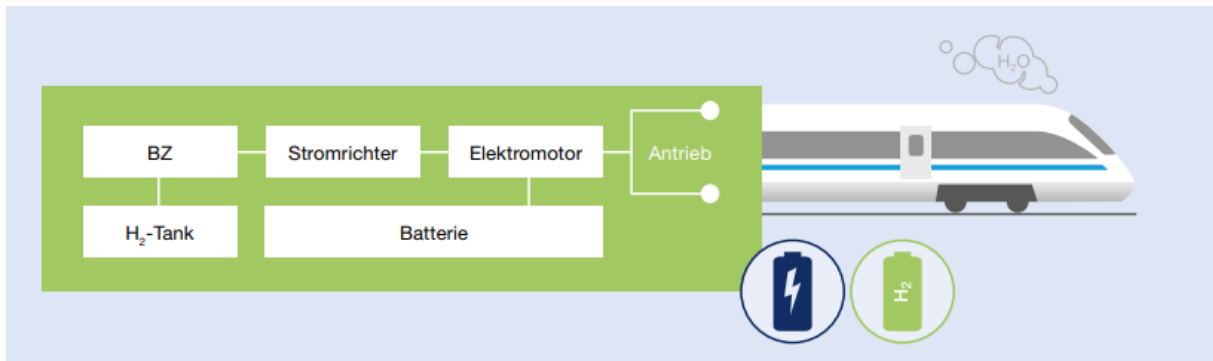 H₂O
BZ
Stromrichter
Elektromotor
Antrieb
H₂-Tank
Batterie
H₂